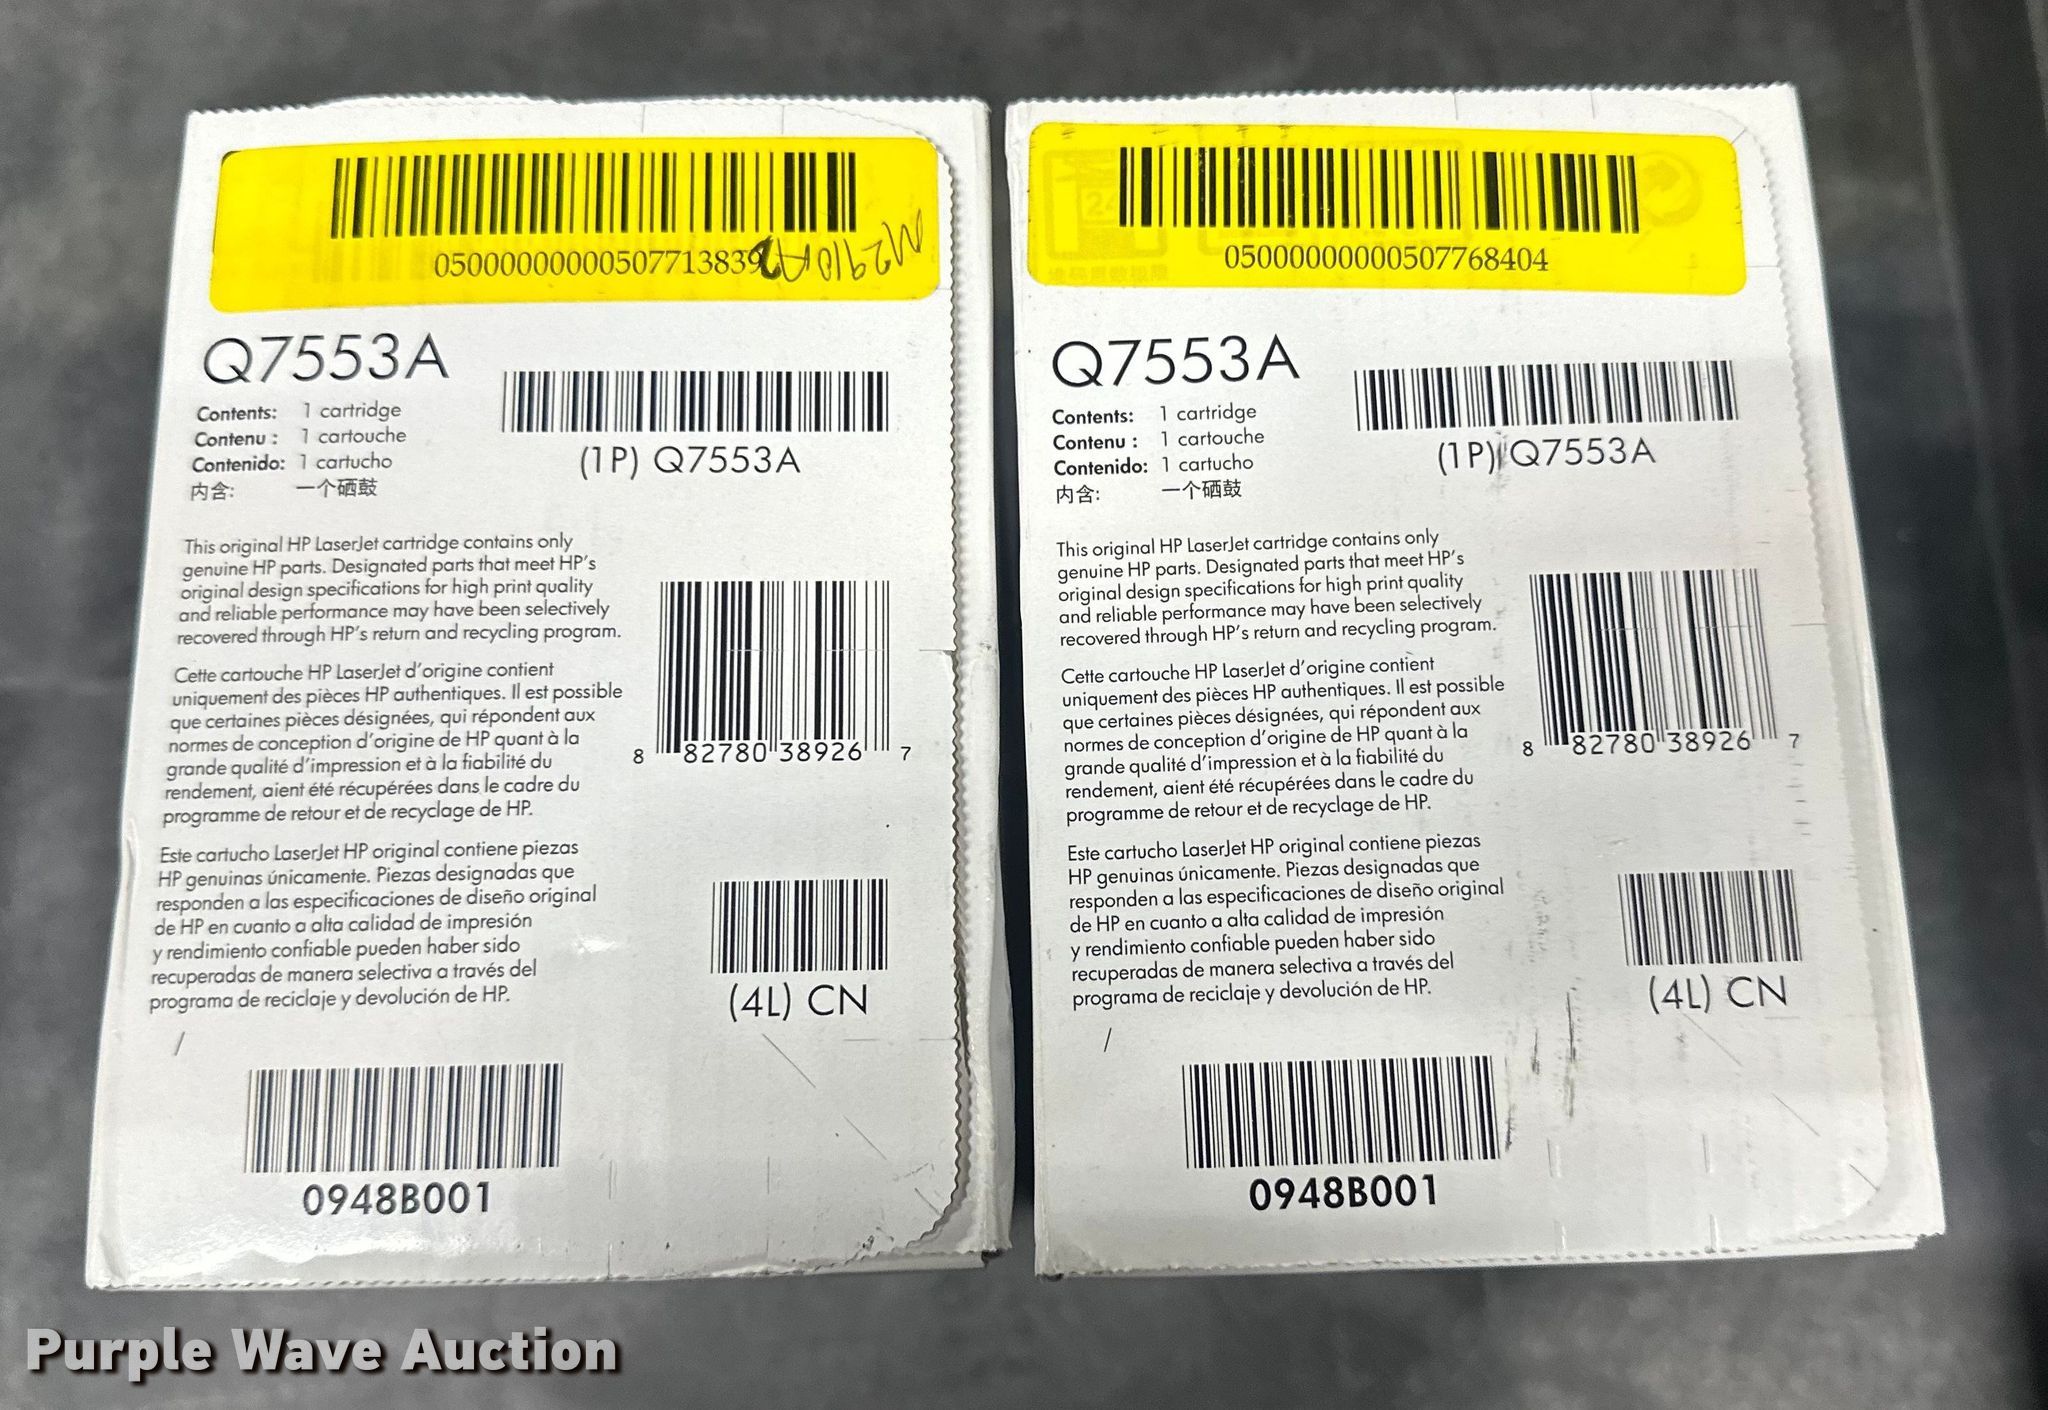 05000000000507713839
Q7553A
Contents: 1 cartridge
Contenu : 1 cartouche
Contenido: 1 cartucho
内含: 一个硒鼓
(1P) Q7553A
This original HP LaserJet cartridge contains only
genuine HP parts. Designated parts that meet HP's
original design specifications for high print quality
and reliable performance may have been selectively
recovered through HP's return and recycling program.
Cette cartouche HP LaserJet d'origine contient
uniquement des pièces HP authentiques. Il est possible
que certaines pièces désignées, qui répondent aux
normes de conception d'origine de HP quant à la
grande qualité d'impression et à la fiabilité du
rendement, aient été récupérées dans le cadre du
programme de retour et de recyclage de HP.
8 82780 38926 7
Este cartucho LaserJet HP original contiene piezas
HP genuinas únicamente. Piezas designadas que
responden a las especificaciones de diseño original
de HP en cuanto a alta calidad de impresión
y rendimiento confiable pueden haber sido
recuperadas de manera selectiva a través del
programa de reciclaje y devolución de HP.
(4L) CN
0948B001
05000000000507768404
Q7553A
Contents: 1 cartridge
Contenu : 1 cartouche
Contenido: 1 cartucho
内含: 一个硒鼓
(1P) Q7553A
This original HP LaserJet cartridge contains only
genuine HP parts. Designated parts that meet HP's
original design specifications for high print quality
and reliable performance may have been selectively
recovered through HP's return and recycling program.
Cette cartouche HP LaserJet d'origine contient
uniquement des pièces HP authentiques. Il est possible
que certaines pièces désignées, qui répondent aux
normes de conception d'origine de HP quant à la
grande qualité d'impression et à la fiabilité du
rendement, aient été récupérées dans le cadre du
programme de retour et de recyclage de HP.
8 82780 38926 7
Este cartucho LaserJet HP original contiene piezas
HP genuinas únicamente. Piezas designadas que
responden a las especificaciones de diseño original
de HP en cuanto a alta calidad de impresión
y rendimiento confiable pueden haber sido
recuperadas de manera selectiva a través del
programa de reciclaje y devolución de HP.
(4L) CN
0948B001
Purple Wave Auction